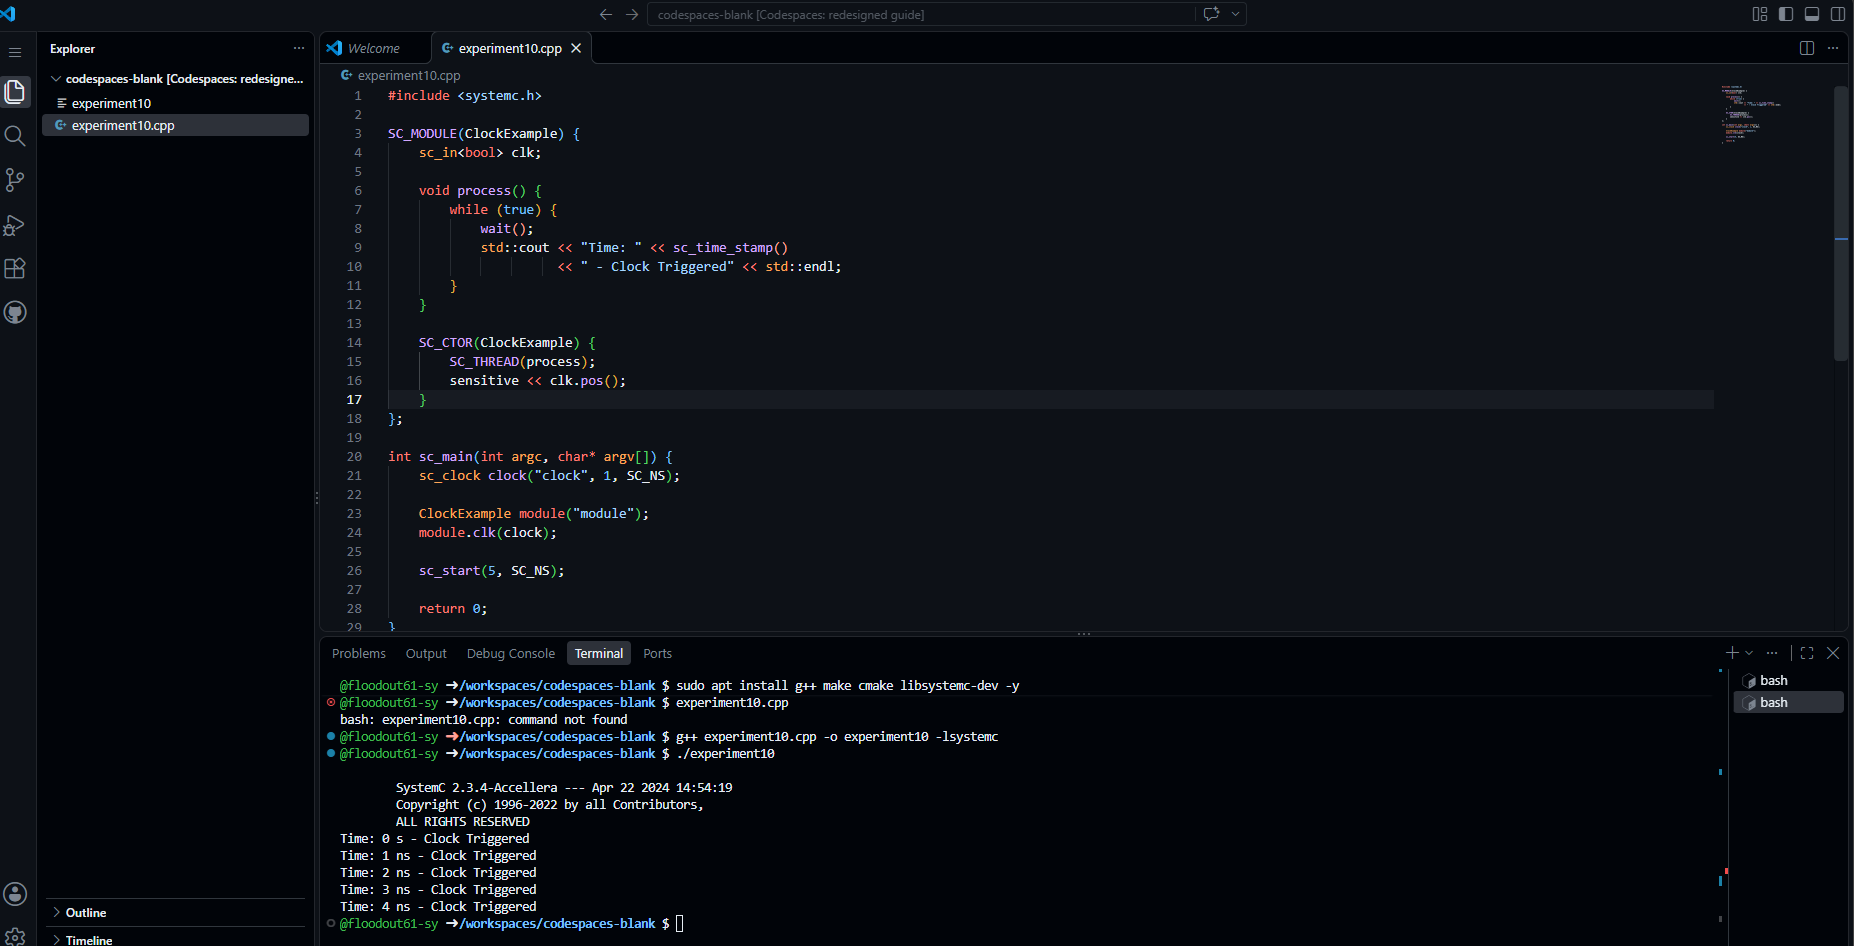 codespaces-blank [Codespaces: redesigned guide]
Explorer
codespaces-blank [Codespaces: redesigne...
experiment10
experiment10.cpp
Outline
Timeline
Welcome
experiment10.cpp
experiment10.cpp
1 #include <systemc.h>
2
3 SC_MODULE(ClockExample) {
4 sc_in<bool> clk;
5
6 void process() {
7 while (true) {
8 wait();
9 std::cout << "Time: " << sc_time_stamp()
10 << " - Clock Triggered" << std::endl;
11 }
12 }
13
14 SC_CTOR(ClockExample) {
15 SC_THREAD(process);
16 sensitive << clk.pos();
17 }
18 };
19
20 int sc_main(int argc, char* argv[]) {
21 sc_clock clock("clock", 1, SC_NS);
22
23 ClockExample module("module");
24 module.clk(clock);
25
26 sc_start(5, SC_NS);
27
28 return 0;
29 }
Problems Output Debug Console Terminal Ports
@floodout61-sy ➜/workspaces/codespaces-blank $ sudo apt install g++ make cmake libsystemc-dev -y
@floodout61-sy ➜/workspaces/codespaces-blank $ experiment10.cpp
bash: experiment10.cpp: command not found
@floodout61-sy ➜/workspaces/codespaces-blank $ g++ experiment10.cpp -o experiment10 -lsystemc
@floodout61-sy ➜/workspaces/codespaces-blank $ ./experiment10
SystemC 2.3.4-Accellera --- Apr 22 2024 14:54:19
Copyright (c) 1996-2022 by all Contributors,
ALL RIGHTS RESERVED
Time: 0 s - Clock Triggered
Time: 1 ns - Clock Triggered
Time: 2 ns - Clock Triggered
Time: 3 ns - Clock Triggered
Time: 4 ns - Clock Triggered
@floodout61-sy ➜/workspaces/codespaces-blank $
bash
bash